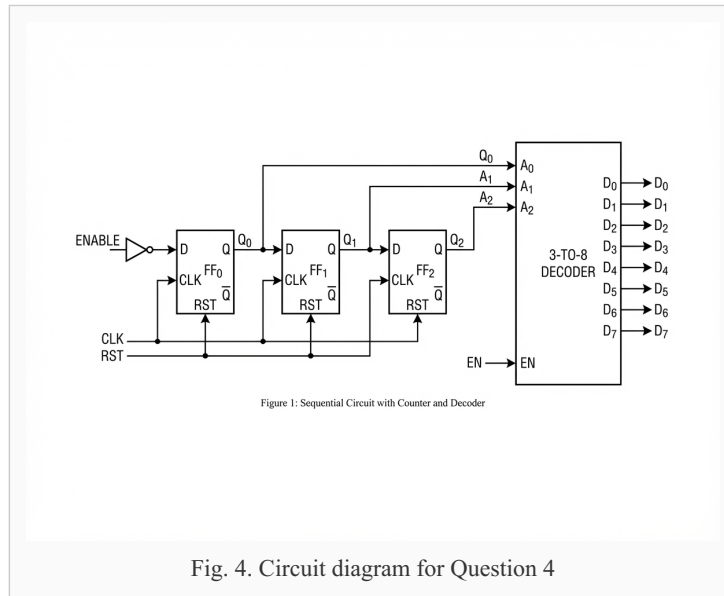 Q₀
A₁
A₂
A₀
A₁
A₂
D₀ D₀
D₁ D₁
D₂ D₂
D₃ D₃
D₄ D₄
D₅ D₅
D₆ D₆
D₇ D₇
3-TO-8
DECODER
EN EN
ENABLE
D Q Q₀
FF₀
CLK Q̅
RST
D Q Q₁
FF₁
CLK Q̅
RST
D Q Q₂
FF₂
CLK Q̅
RST
CLK
RST
Figure 1: Sequential Circuit with Counter and Decoder
Fig. 4. Circuit diagram for Question 4